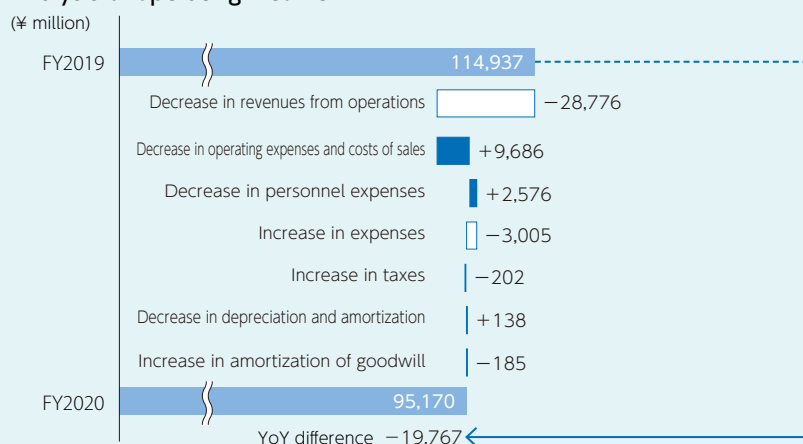 (¥ million)
FY2019
114,937
Decrease in revenues from operations −28,776
Decrease in operating expenses and costs of sales +9,686
Decrease in personnel expenses +2,576
Increase in expenses −3,005
Increase in taxes −202
Decrease in depreciation and amortization +138
Increase in amortization of goodwill −185
FY2020
95,170
YoY difference −19,767